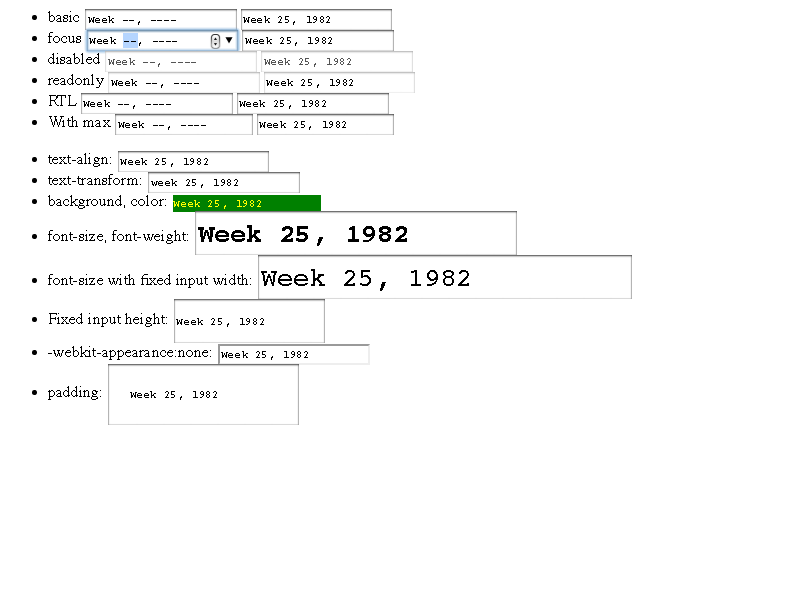 basic Week --, ---- Week 25, 1982
focus Week --, ---- Week 25, 1982
disabled Week --, ---- Week 25, 1982
readonly Week --, ---- Week 25, 1982
RTL Week --, ---- Week 25, 1982
With max Week --, ---- Week 25, 1982
text-align: Week 25, 1982
text-transform: week 25, 1982
background, color: Week 25, 1982
font-size, font-weight: Week 25, 1982
font-size with fixed input width: Week 25, 1982
Fixed input height: Week 25, 1982
-webkit-appearance:none: Week 25, 1982
padding: Week 25, 1982